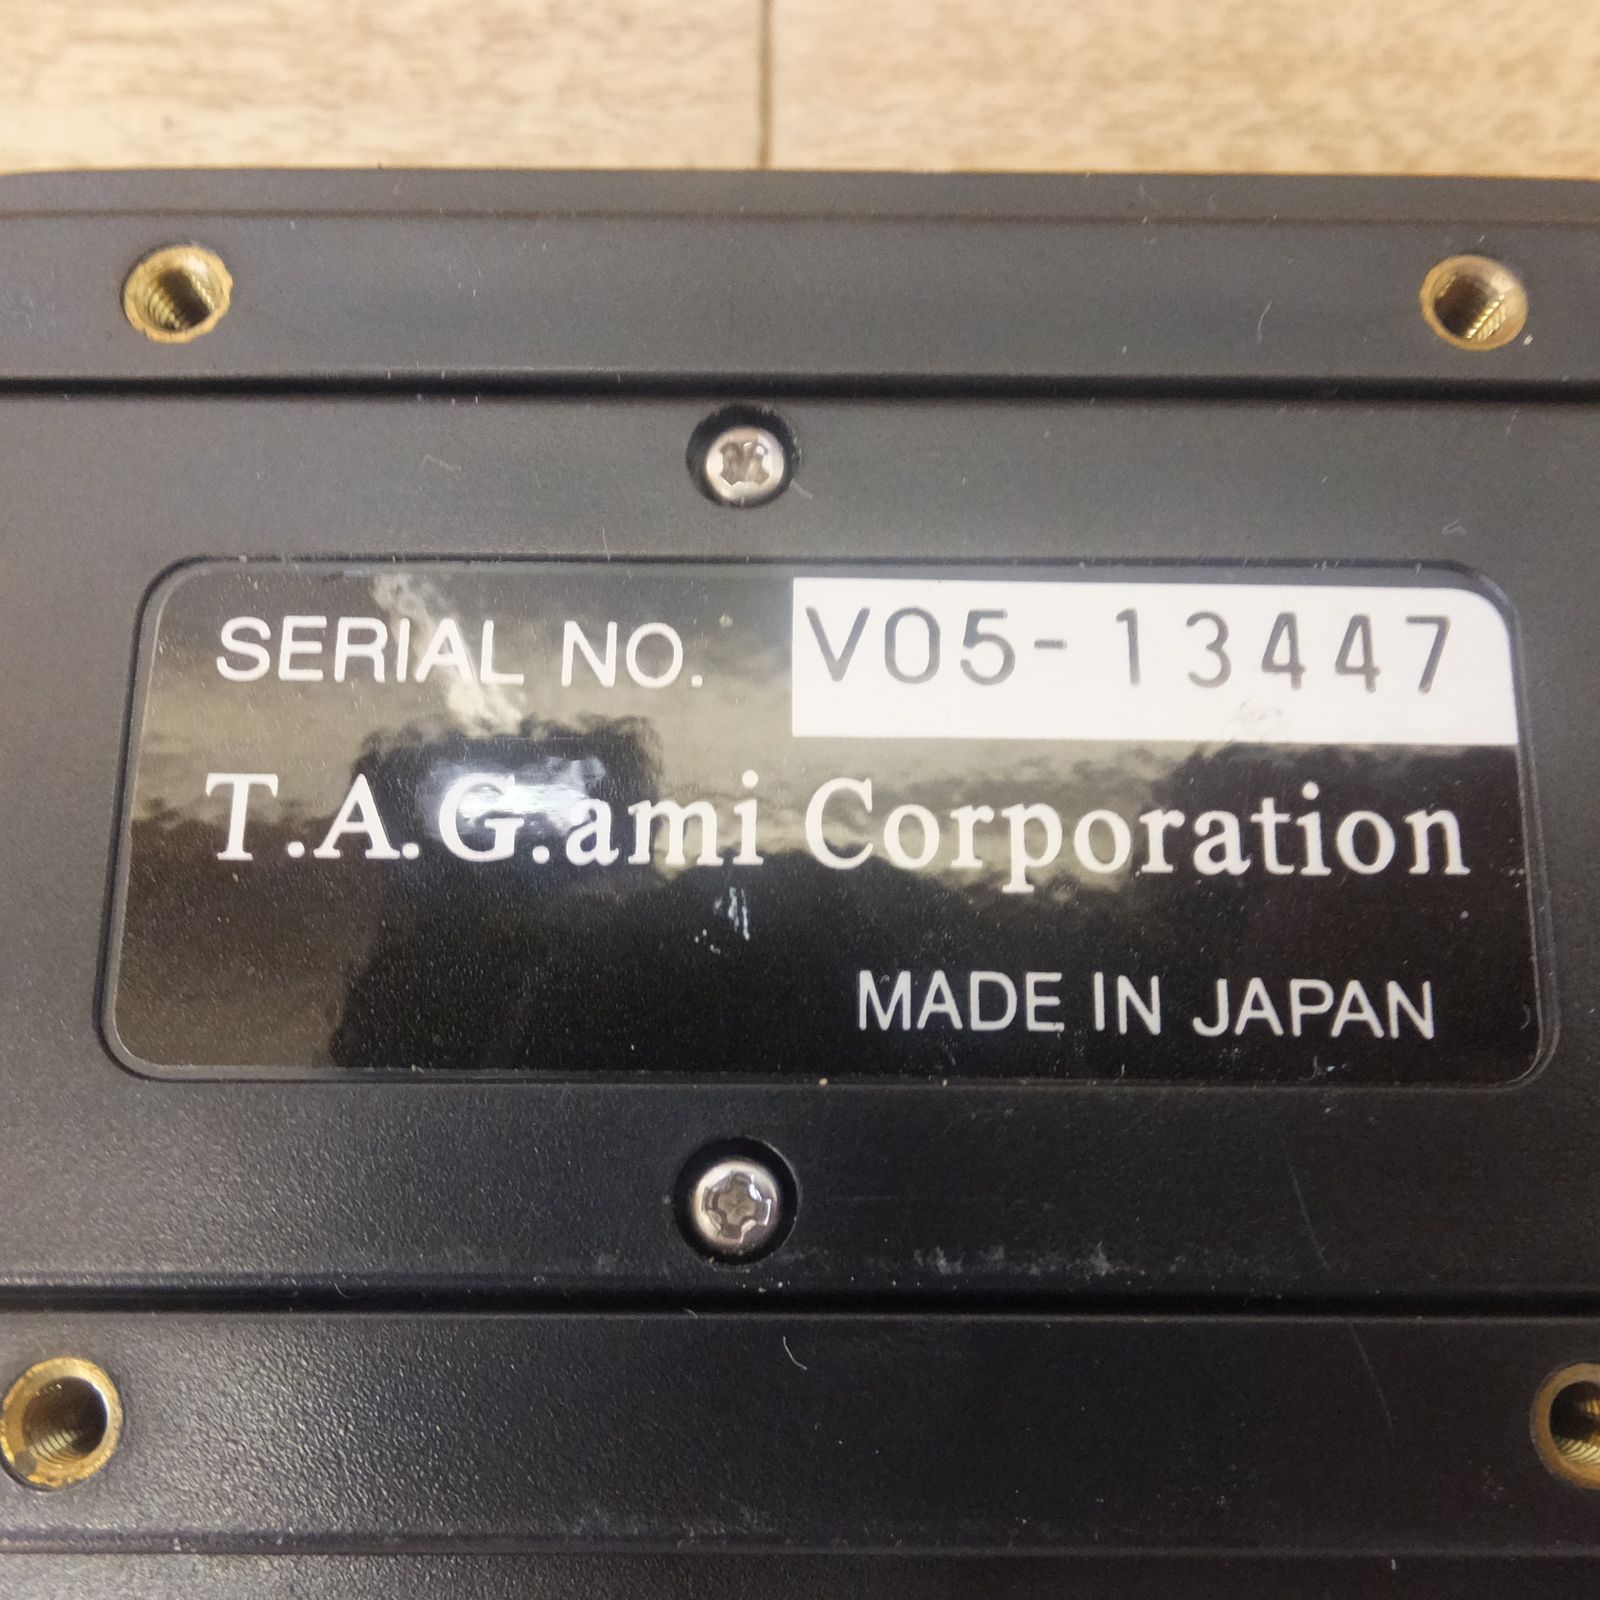 SERIAL NO. V05-13447
T.A.G.ami Corporation
MADE IN JAPAN